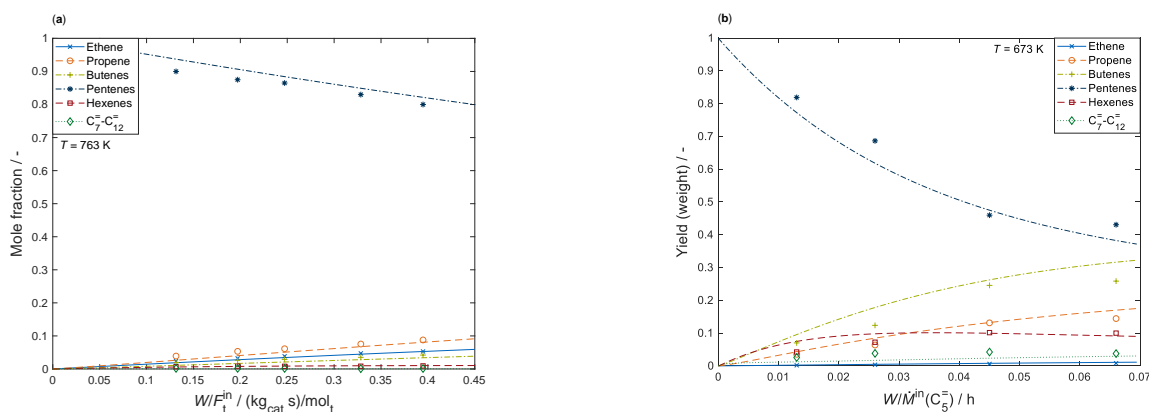 (a)
1
0.9
0.8
0.7
0.6
0.5
0.4
0.3
0.2
0.1
0
Mole fraction / -
Ethene
Propene
Butenes
Pentenes
Hexenes
C₇⁼-C₁₂⁼
T = 763 K
0 0.05 0.1 0.15 0.2 0.25 0.3 0.35 0.4 0.45
W/Fₜⁱⁿ / (kg_cat s)/molₜ
(b)
1
0.9
0.8
0.7
0.6
0.5
0.4
0.3
0.2
0.1
0
Yield (weight) / -
T = 673 K
Ethene
Propene
Butenes
Pentenes
Hexenes
C₇⁼-C₁₂⁼
0 0.01 0.02 0.03 0.04 0.05 0.06 0.07
W/Ṁⁱⁿ(C₅⁼) / h